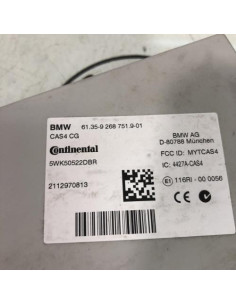 BMW 61.35-9 268 751.9-01
CAS4 CG
Continental
5WK50522DBR
2112970813
BMW AG
D-80788 München
FCC ID: MYTCAS4
IC: 4427A-CAS4
E1 116RI - 00 0056